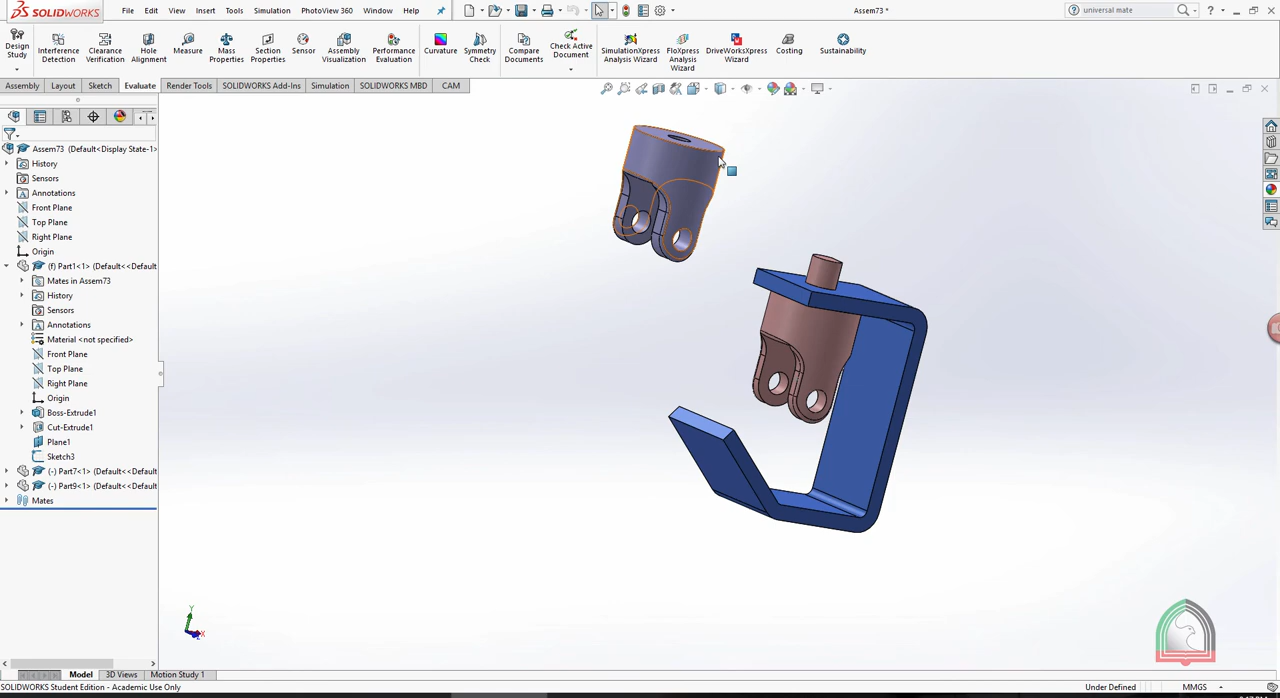 SOLIDWORKS
File Edit View Insert Tools Simulation PhotoView 360 Window Help
Assem73 *
universal mate
Design Study
Interference Detection
Clearance Verification
Hole Alignment
Measure
Mass Properties
Section Properties
Sensor
Assembly Visualization
Performance Evaluation
Curvature
Symmetry Check
Compare Documents
Check Active Document
SimulationXpress Analysis Wizard
FloXpress Analysis Wizard
DriveWorksXpress Wizard
Costing
Sustainability
Assembly Layout Sketch Evaluate Render Tools SOLIDWORKS Add-Ins Simulation SOLIDWORKS MBD CAM
Assem73 (Default<Display State-1>
History
Sensors
Annotations
Front Plane
Top Plane
Right Plane
Origin
(f) Part1<1> (Default<<Default
Mates in Assem73
History
Sensors
Annotations
Material <not specified>
Front Plane
Top Plane
Right Plane
Origin
Boss-Extrude1
Cut-Extrude1
Plane1
Sketch3
(-) Part7<1> (Default<<Default
(-) Part9<1> (Default<<Default
Mates
Y
X
Model 3D Views Motion Study 1
SOLIDWORKS Student Edition - Academic Use Only
Under Defined
MMGS